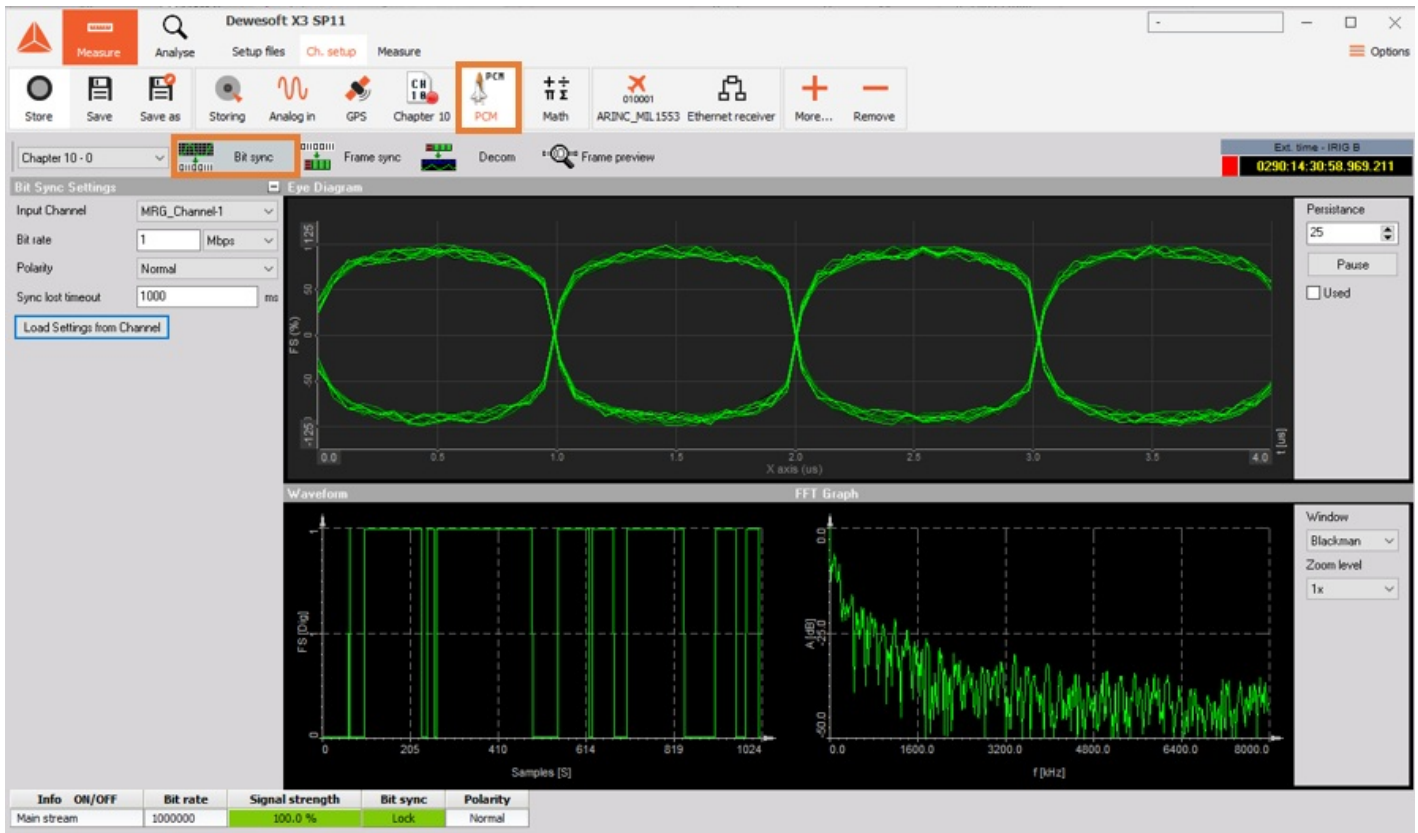 Dewesoft X3 SP11
-
Measure
Analyse
Setup files
Ch. setup
Measure
Options
Store
Save
Save as
Storing
Analog in
GPS
CH
10
Chapter 10
PCM
PCM
Math
010001
ARINC_MIL1553
Ethernet receiver
More...
Remove
Chapter 10 - 0
Bit sync
Frame sync
Decom
Frame preview
Ext. time - IRIG B
0290:14:30:58.969.211
Bit Sync Settings
Input Channel
MRG_Channel-1
Bit rate
1
Mbps
Polarity
Normal
Sync lost timeout
1000
ms
Load Settings from Channel
Eye Diagram
FS (%)
125
50
0
-50
-125
0.0
0.5
1.0
1.5
2.0
2.5
3.0
3.5
4.0
X axis (us)
t [us]
Persistance
25
Pause
Used
Waveform
FS [Dig]
1
1
0
0
205
410
614
819
1024
Samples [S]
FFT Graph
A [dB]
0.0
-25.0
-50.0
0.0
1600.0
3200.0
4800.0
6400.0
8000.0
f [kHz]
Window
Blackman
Zoom level
1x
Info ON/OFF
Bit rate
Signal strength
Bit sync
Polarity
Main stream
1000000
100.0 %
Lock
Normal